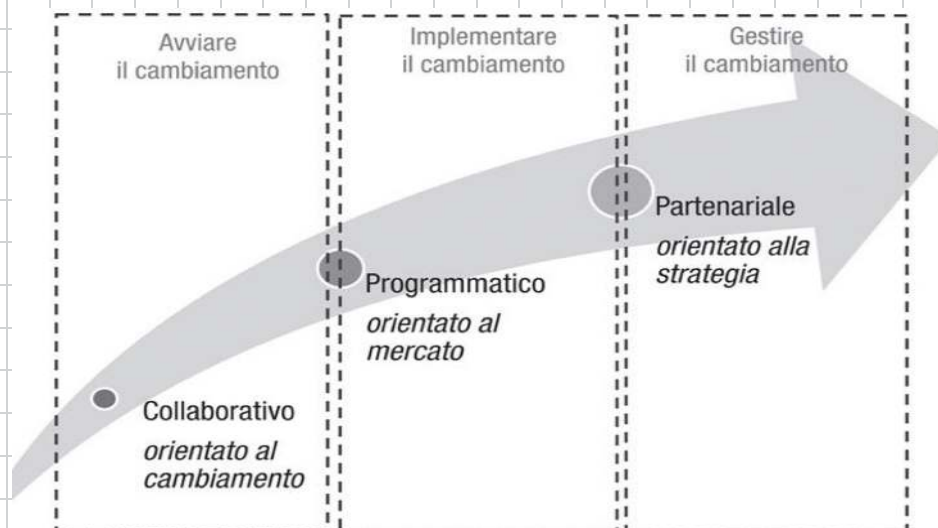 Avviare
il cambiamento
Implementare
il cambiamento
Gestire
il cambiamento
Partenariale
orientato alla
strategia
Programmatico
orientato al
mercato
Collaborativo
orientato al
cambiamento